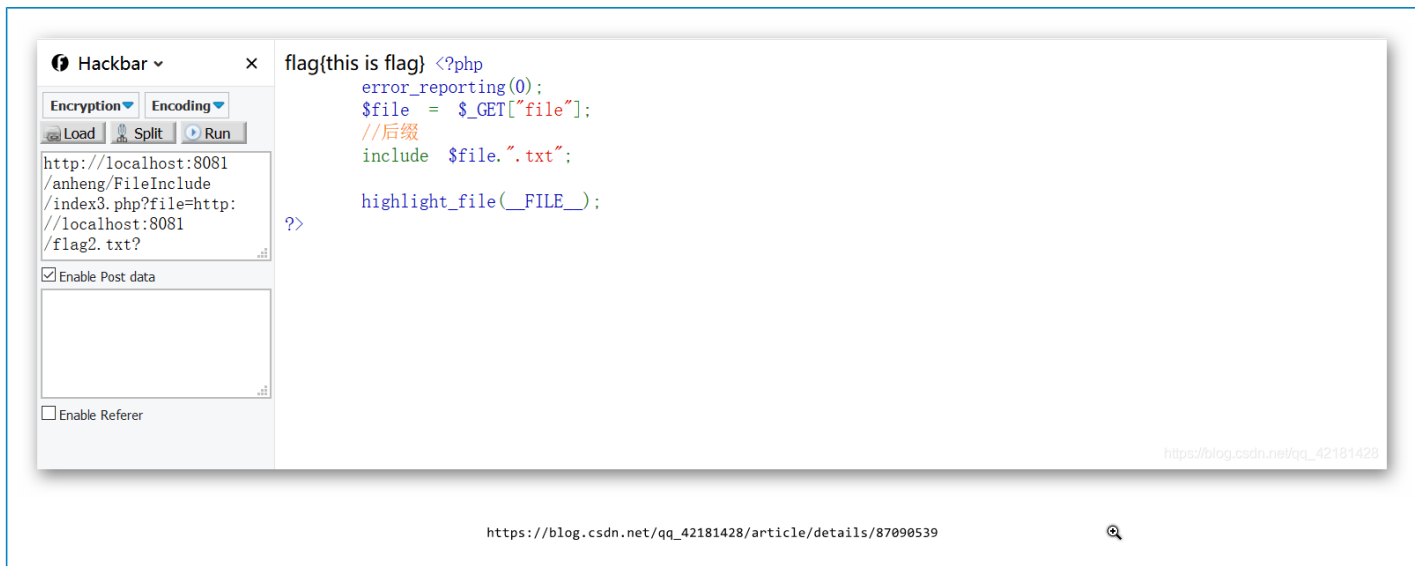 Hackbar
Encryption
Encoding
Load
Split
Run
http://localhost:8081
/anheng/FileInclude
/index3.php?file=http:
//localhost:8081
/flag2.txt?
Enable Post data
Enable Referer
flag{this is flag} <?php
error_reporting(0);
$file = $_GET["file"];
//后缀
include $file.".txt";
highlight_file(__FILE__);
?>
https://blog.csdn.net/qq_42181428
https://blog.csdn.net/qq_42181428/article/details/87090539